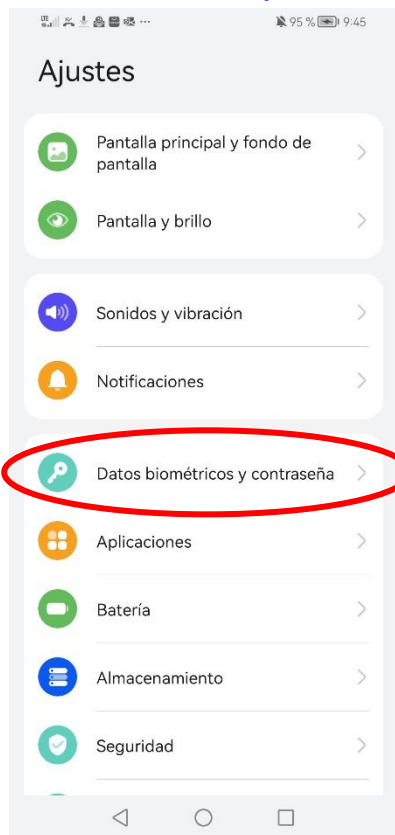 95 % 9:45
Ajustes
Pantalla principal y fondo de
pantalla
Pantalla y brillo
Sonidos y vibración
Notificaciones
Datos biométricos y contraseña
Aplicaciones
Batería
Almacenamiento
Seguridad